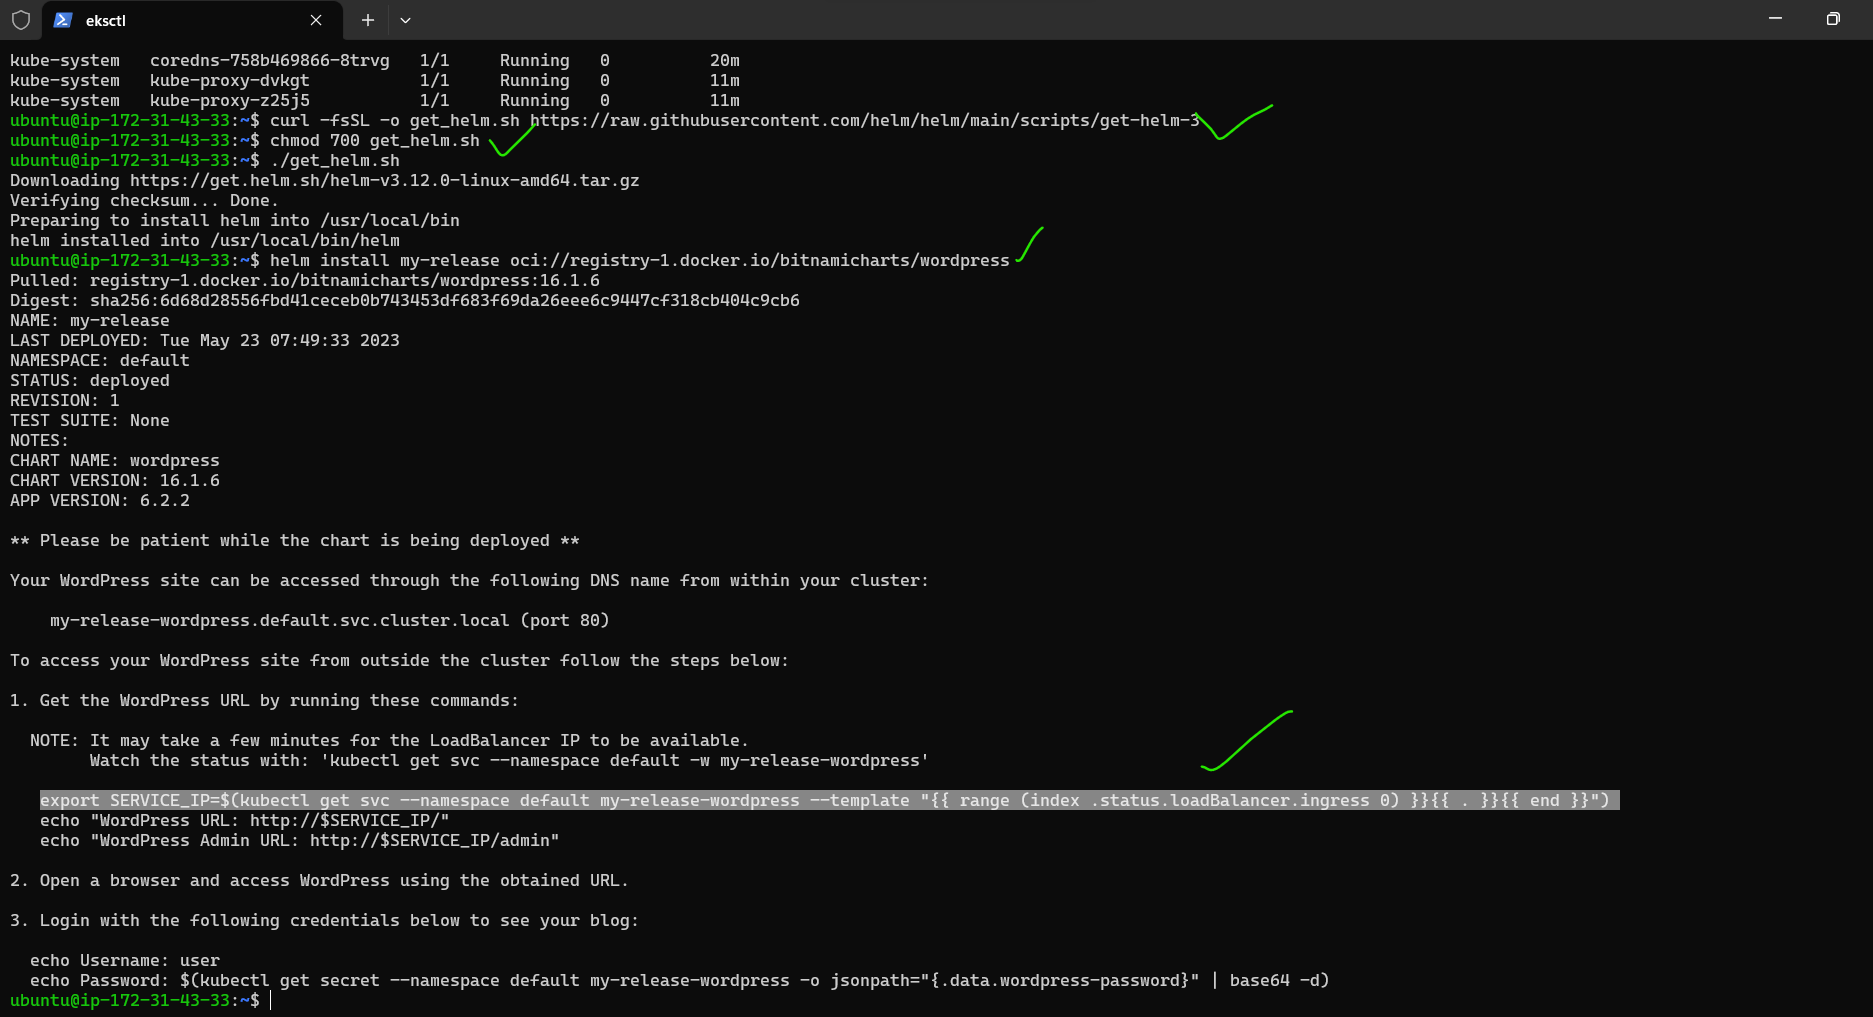 eksctl
kube-system   coredns-758b469866-8trvg   1/1     Running   0          20m
kube-system   kube-proxy-dvkgt           1/1     Running   0          11m
kube-system   kube-proxy-z25j5           1/1     Running   0          11m
ubuntu@ip-172-31-43-33:~$ curl -fsSL -o get_helm.sh https://raw.githubusercontent.com/helm/helm/main/scripts/get-helm-3
ubuntu@ip-172-31-43-33:~$ chmod 700 get_helm.sh
ubuntu@ip-172-31-43-33:~$ ./get_helm.sh
Downloading https://get.helm.sh/helm-v3.12.0-linux-amd64.tar.gz
Verifying checksum... Done.
Preparing to install helm into /usr/local/bin
helm installed into /usr/local/bin/helm
ubuntu@ip-172-31-43-33:~$ helm install my-release oci://registry-1.docker.io/bitnamicharts/wordpress
Pulled: registry-1.docker.io/bitnamicharts/wordpress:16.1.6
Digest: sha256:6d68d28556fbd41ceceb0b743453df683f69da26eee6c9447cf318cb404c9cb6
NAME: my-release
LAST DEPLOYED: Tue May 23 07:49:33 2023
NAMESPACE: default
STATUS: deployed
REVISION: 1
TEST SUITE: None
NOTES:
CHART NAME: wordpress
CHART VERSION: 16.1.6
APP VERSION: 6.2.2
** Please be patient while the chart is being deployed **
Your WordPress site can be accessed through the following DNS name from within your cluster:
    my-release-wordpress.default.svc.cluster.local (port 80)
To access your WordPress site from outside the cluster follow the steps below:
1. Get the WordPress URL by running these commands:
  NOTE: It may take a few minutes for the LoadBalancer IP to be available.
        Watch the status with: 'kubectl get svc --namespace default -w my-release-wordpress'
   export SERVICE_IP=$(kubectl get svc --namespace default my-release-wordpress --template "{{ range (index .status.loadBalancer.ingress 0) }}{{ . }}{{ end }}")
   echo "WordPress URL: http://$SERVICE_IP/"
   echo "WordPress Admin URL: http://$SERVICE_IP/admin"
2. Open a browser and access WordPress using the obtained URL.
3. Login with the following credentials below to see your blog:
  echo Username: user
  echo Password: $(kubectl get secret --namespace default my-release-wordpress -o jsonpath="{.data.wordpress-password}" | base64 -d)
ubuntu@ip-172-31-43-33:~$